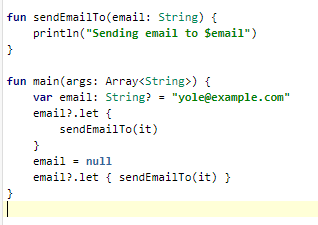 fun sendEmailTo(email: String) {
    println("Sending email to $email")
}

fun main(args: Array<String>) {
    var email: String? = "yole@example.com"
    email?.let {
        sendEmailTo(it)
    }
    email = null
    email?.let { sendEmailTo(it) }
}